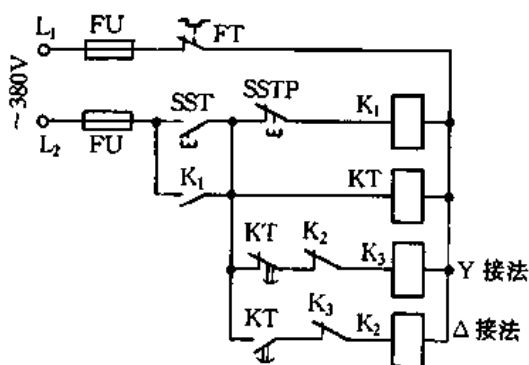 L₁
FU
FT
~380V
L₂
FU
SST
SSTP
K₁
K₁
KT
KT
K₂
K₃
Y 接法
KT
K₃
K₂
Δ 接法